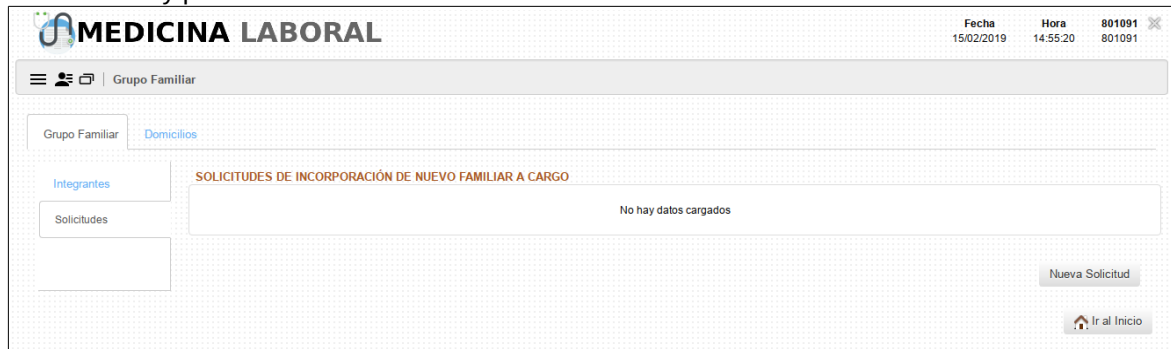 MEDICINA LABORAL
Fecha Hora 801091
15/02/2019 14:55:20 801091
Grupo Familiar
Grupo Familiar Domicilios
Integrantes
Solicitudes
SOLICITUDES DE INCORPORACIÓN DE NUEVO FAMILIAR A CARGO
No hay datos cargados
Nueva Solicitud
Ir al Inicio